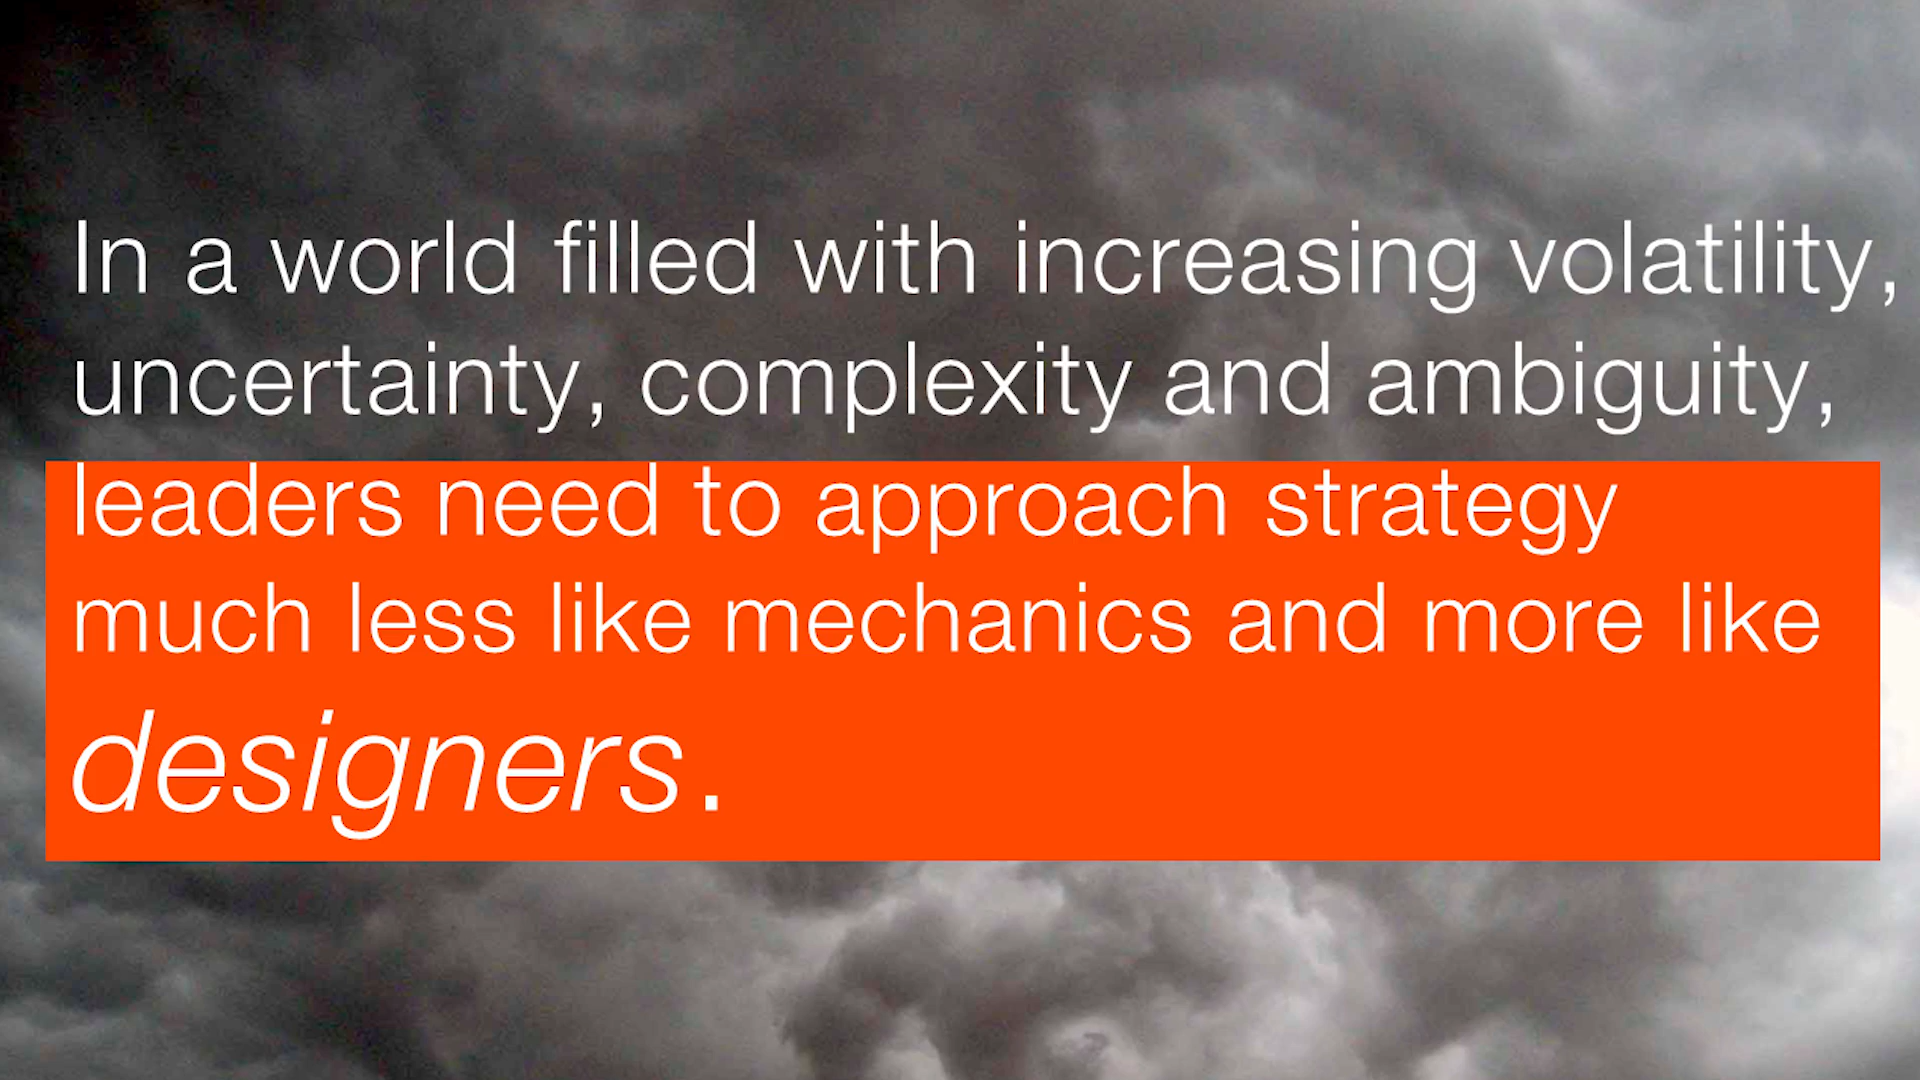 In a world filled with increasing volatility,
uncertainty, complexity and ambiguity,
leaders need to approach strategy
much less like mechanics and more like
designers.